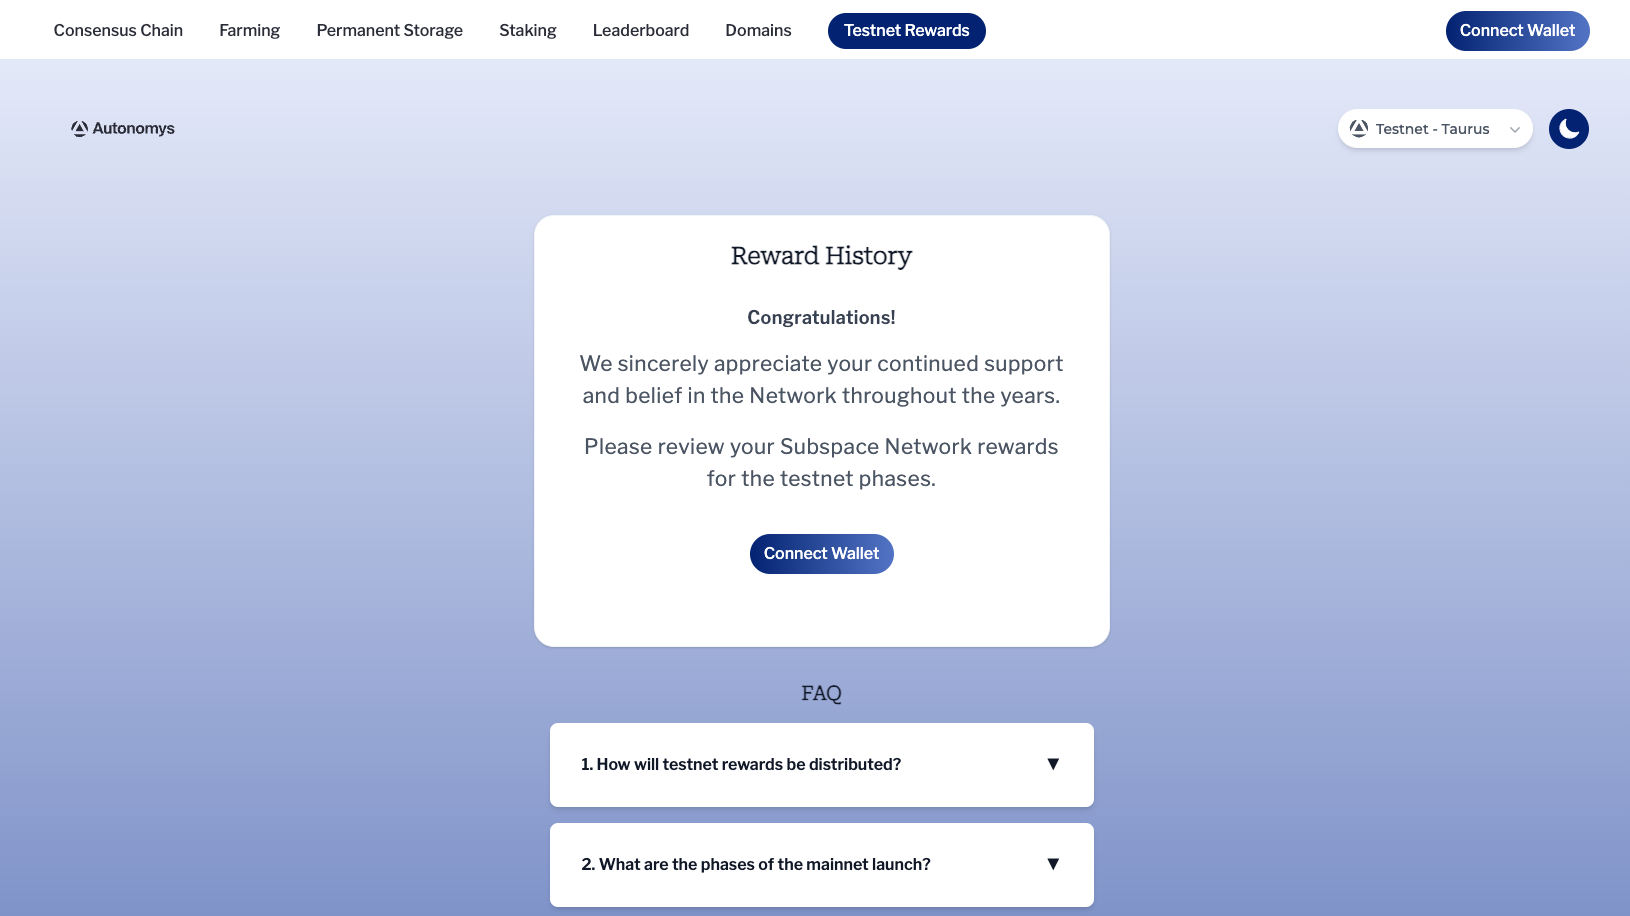 Consensus Chain Farming Permanent Storage Staking Leaderboard Domains Testnet Rewards Connect Wallet
Autonomys Testnet - Taurus
Reward History
Congratulations!
We sincerely appreciate your continued support
and belief in the Network throughout the years.
Please review your Subspace Network rewards
for the testnet phases.
Connect Wallet
FAQ
1. How will testnet rewards be distributed? ▼
2. What are the phases of the mainnet launch? ▼